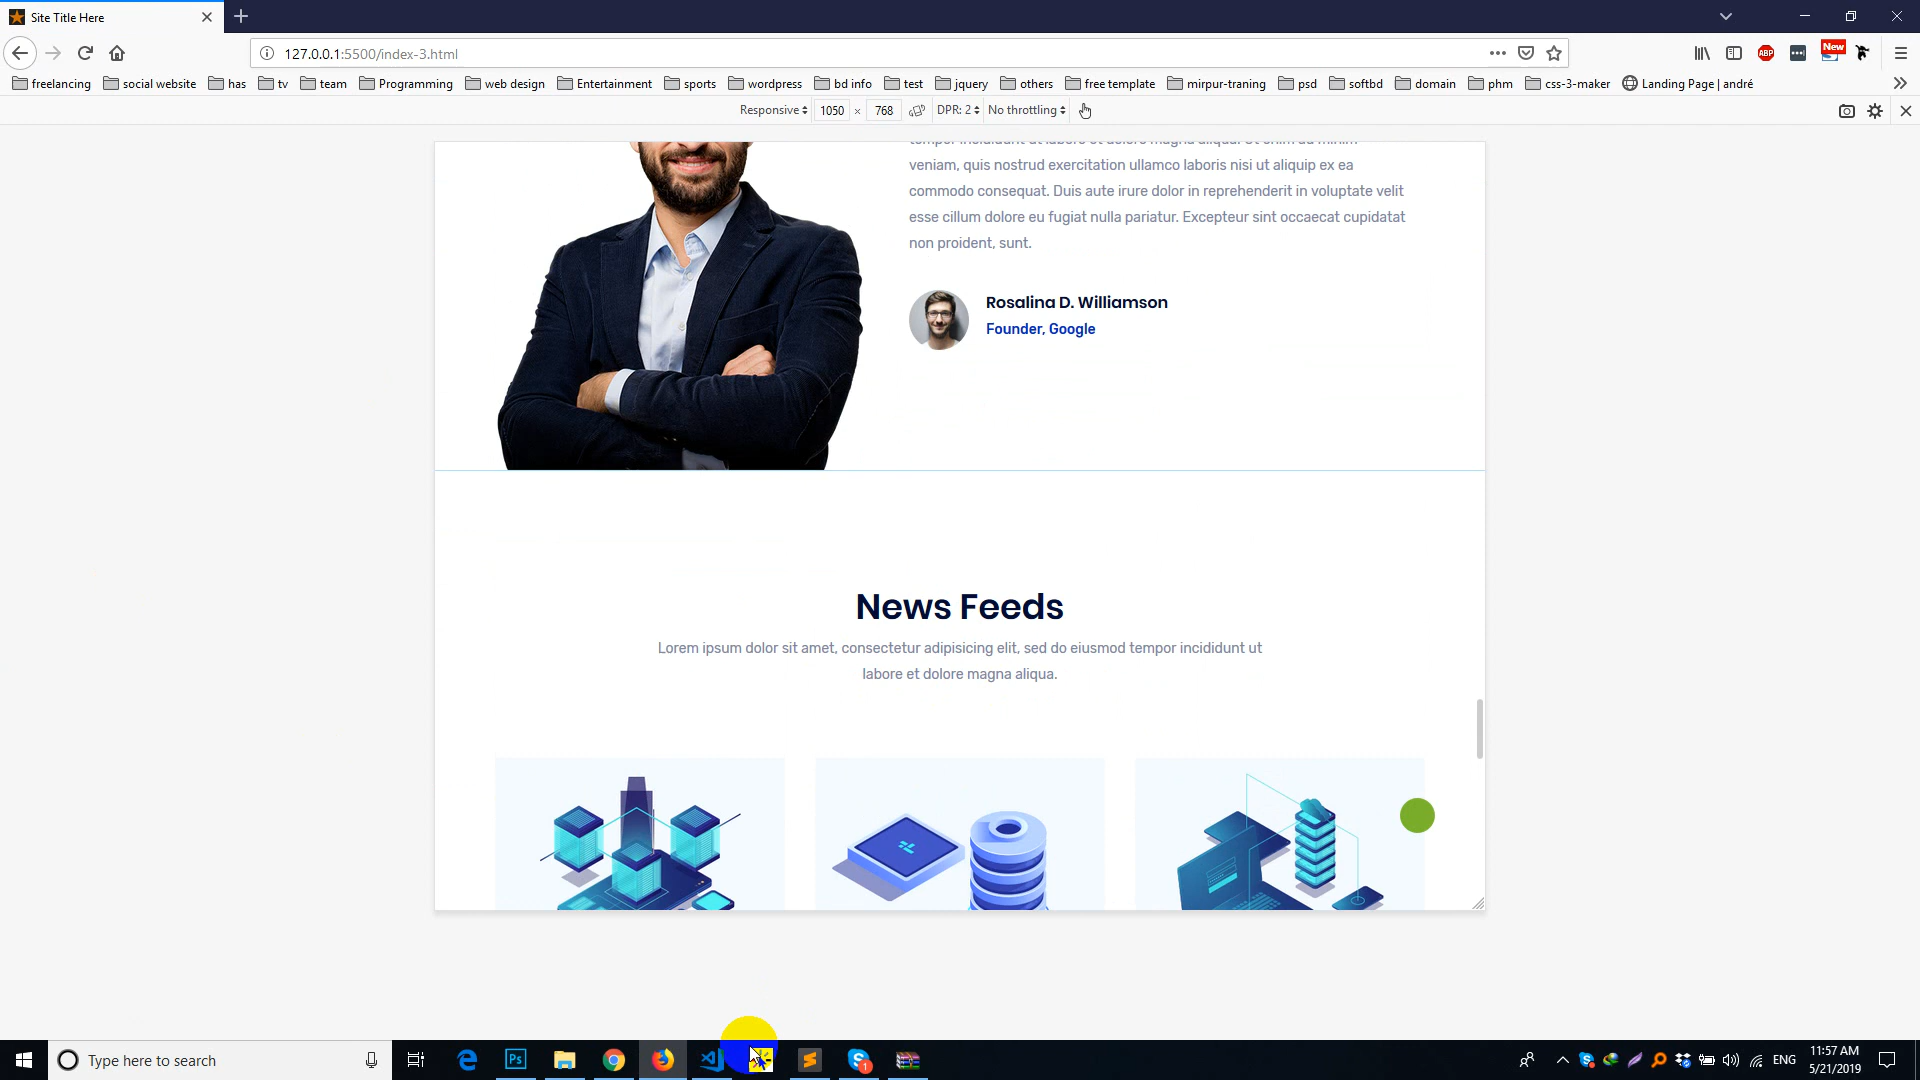 Site Title Here
127.0.0.1:5500/index-3.html
New
ABP
freelancing social website has tv team Programming web design Entertainment sports wordpress bd info test jquery others free template mirpur-traning psd softbd domain phm css-3-maker Landing Page | andré
Responsive 1050 × 768 DPR: 2 No throttling
veniam, quis nostrud exercitation ullamco laboris nisi ut aliquip ex ea
commodo consequat. Duis aute irure dolor in reprehenderit in voluptate velit
esse cillum dolore eu fugiat nulla pariatur. Excepteur sint occaecat cupidatat
non proident, sunt.
Rosalina D. Williamson
Founder, Google
News Feeds
Lorem ipsum dolor sit amet, consectetur adipisicing elit, sed do eiusmod tempor incididunt ut
labore et dolore magna aliqua.
Type here to search
Ps
1
ENG
11:57 AM
5/21/2019